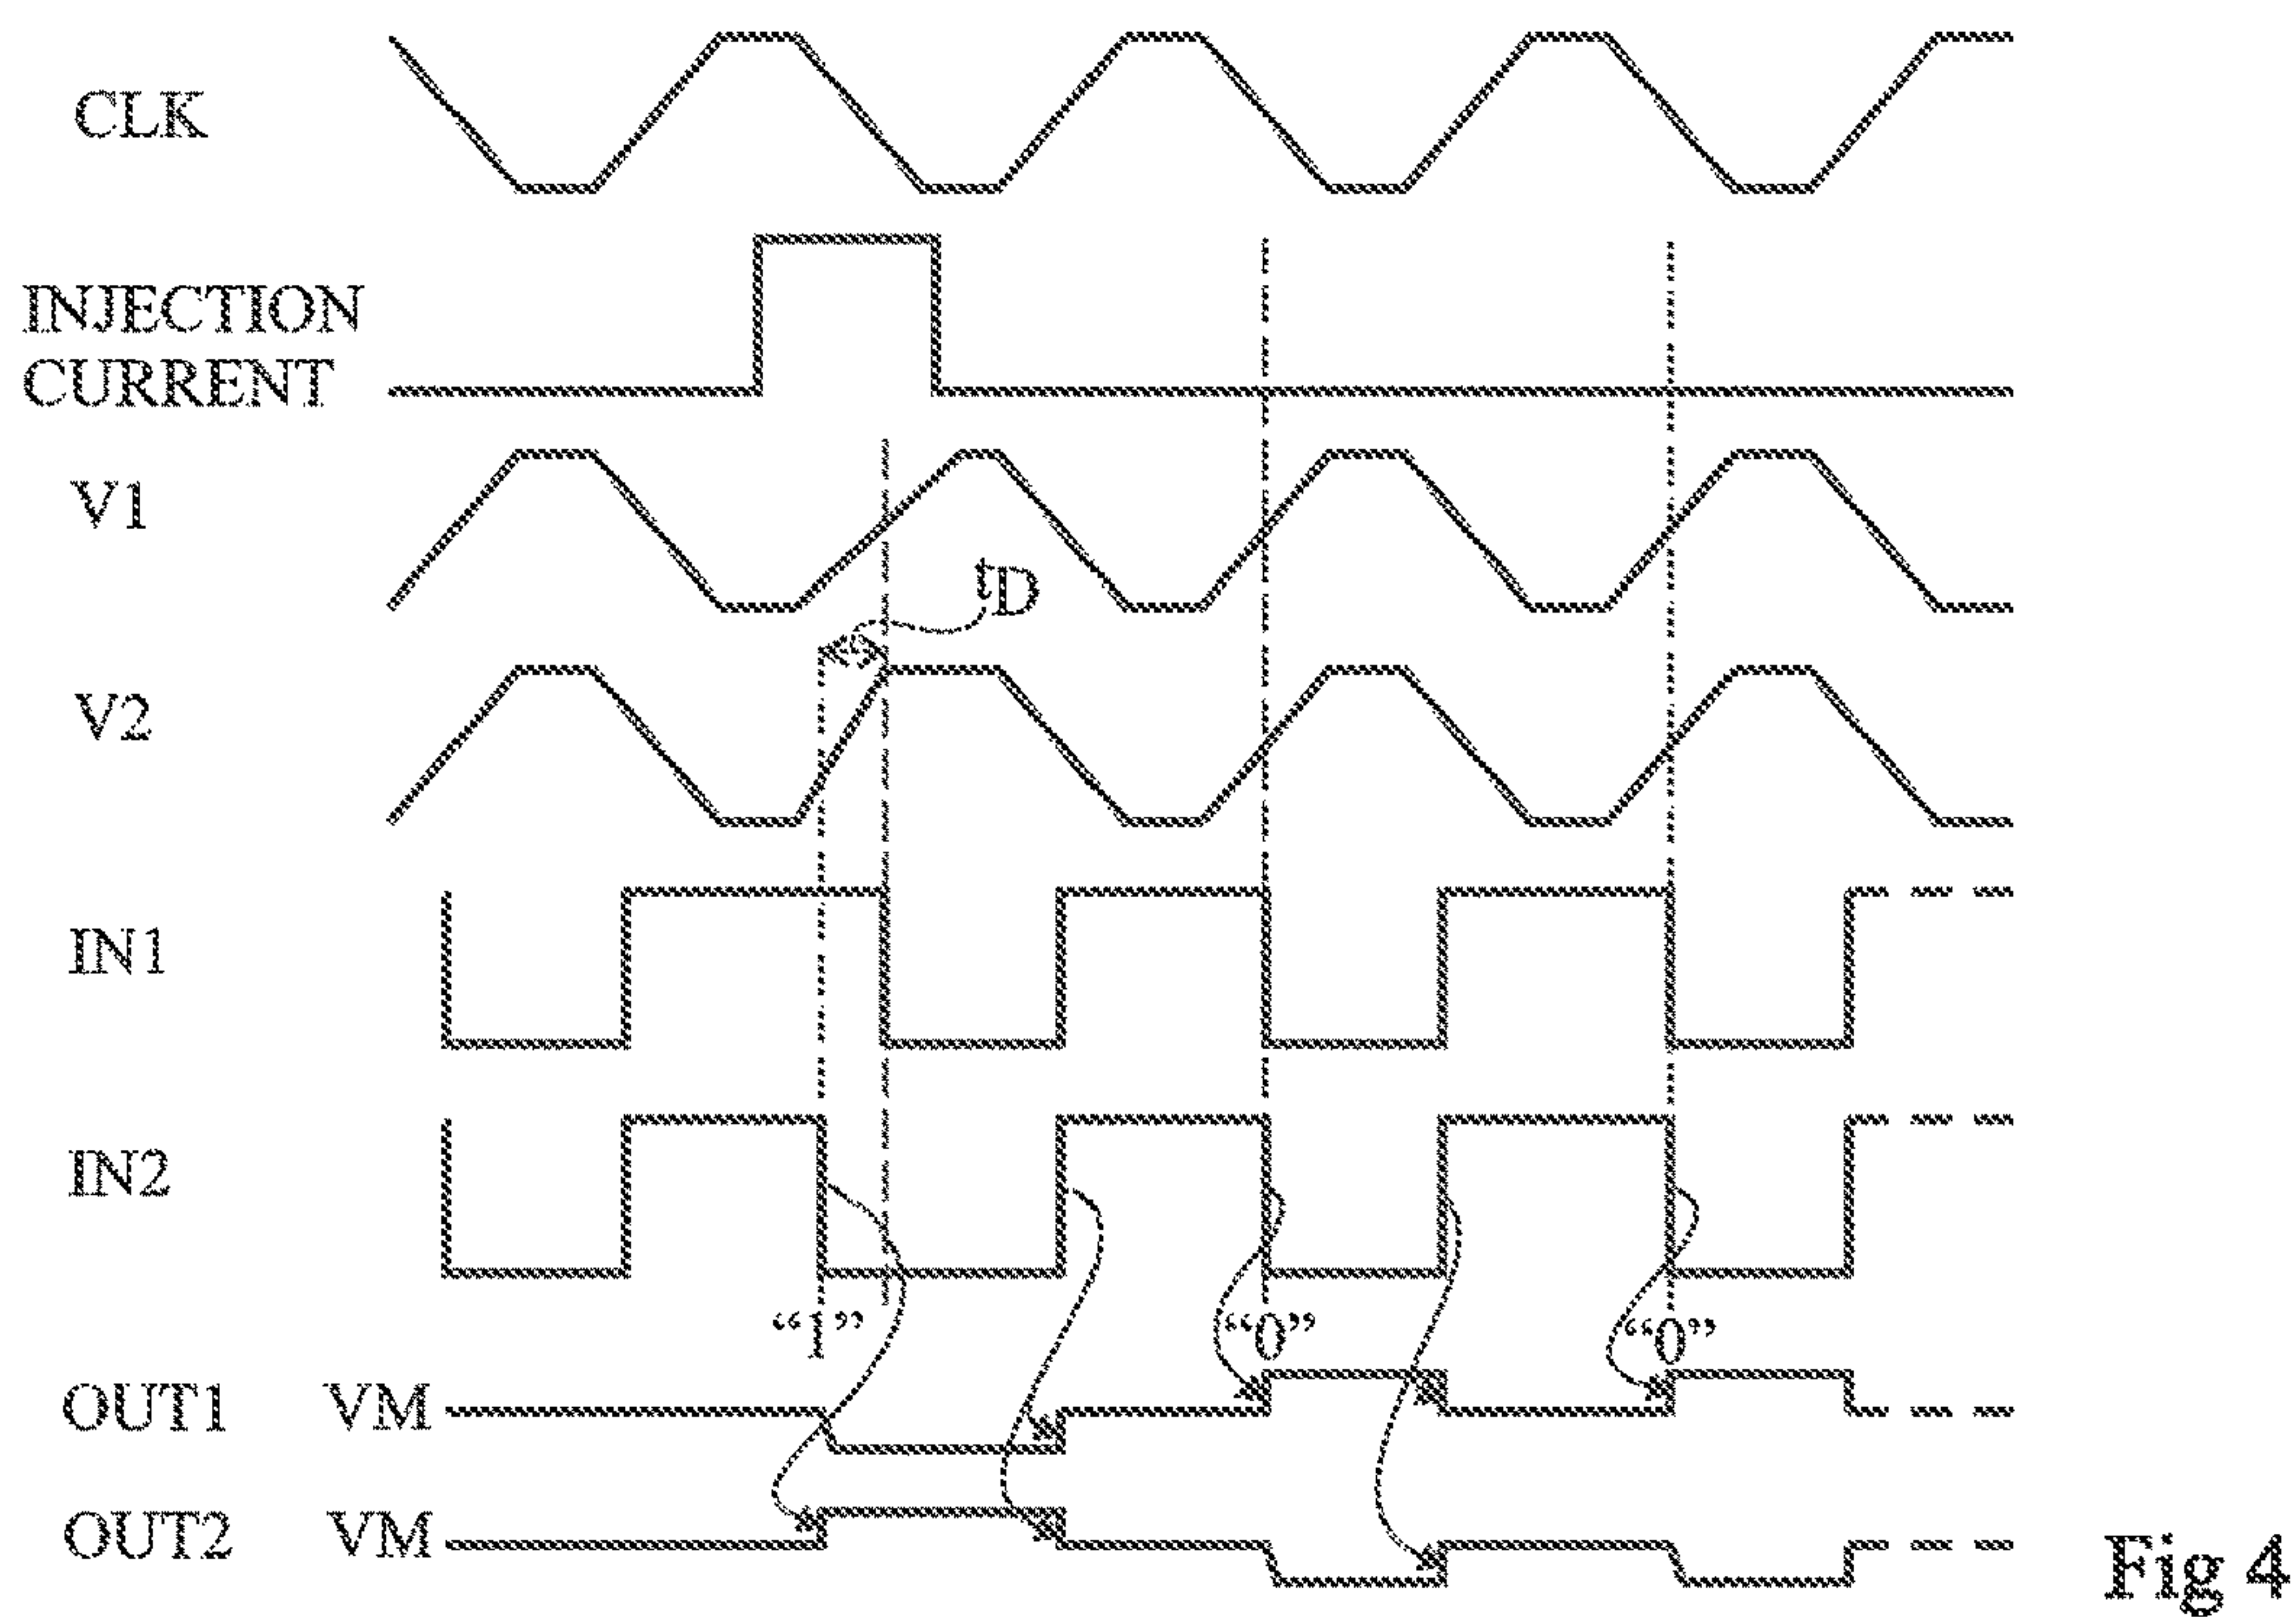 CLK
INJECTION
CURRENT
V1
tD
V2
IN1
IN2
“1” “0” “0”
OUT1 VM
OUT2 VM
Fig 4